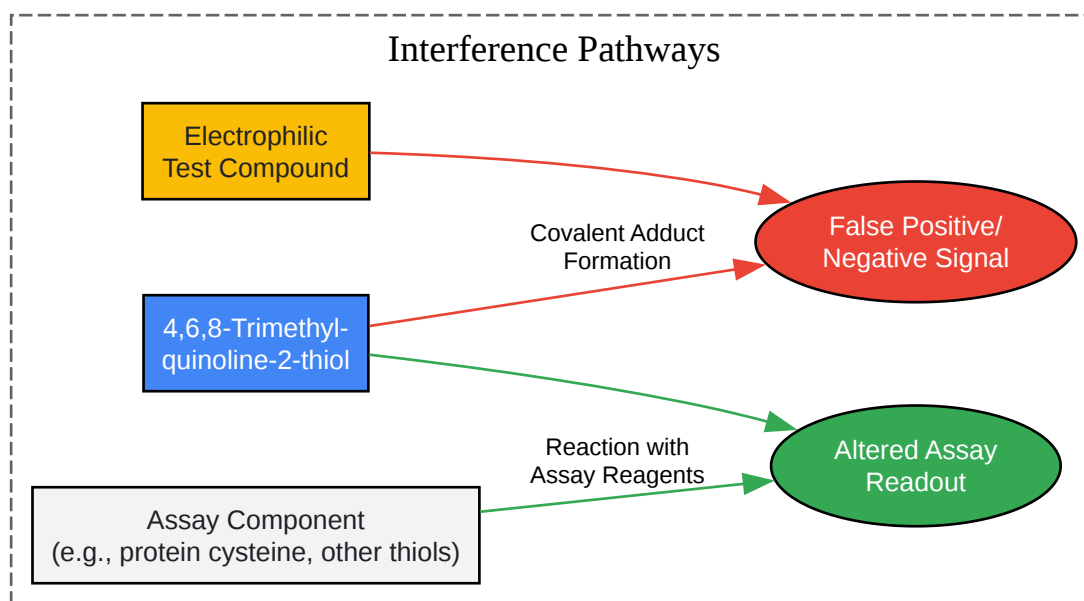 Interference Pathways
Electrophilic
Test Compound
Covalent Adduct
Formation
False Positive/
Negative Signal
4,6,8-Trimethyl-
quinoline-2-thiol
Reaction with
Assay Reagents
Altered Assay
Readout
Assay Component
(e.g., protein cysteine, other thiols)